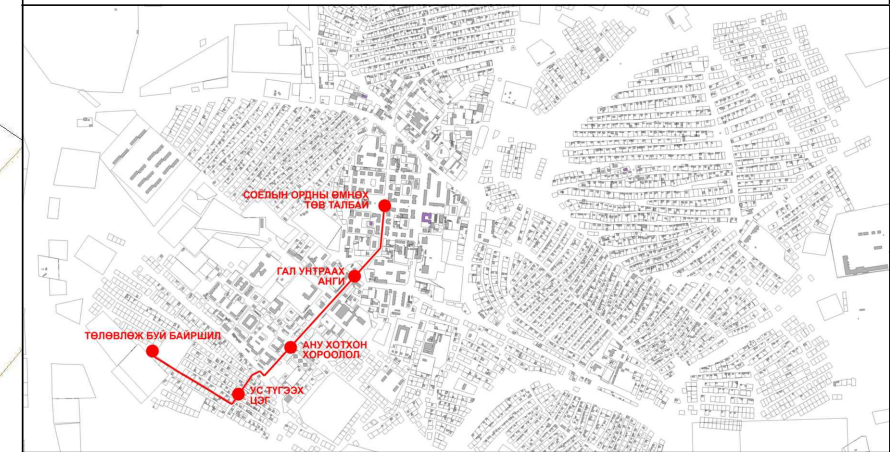 СОЁЛЫН ОРДНЫ ӨМНӨХ
ТӨВ ТАЛБАЙ
ГАЛ УНТРААХ
АНГИ
ТӨЛӨВЛӨЖ БУЙ БАЙРШИЛ
АНУ ХОТХОН
ХОРООЛОЛ
УС ТҮГЭЭХ
ЦЭГ